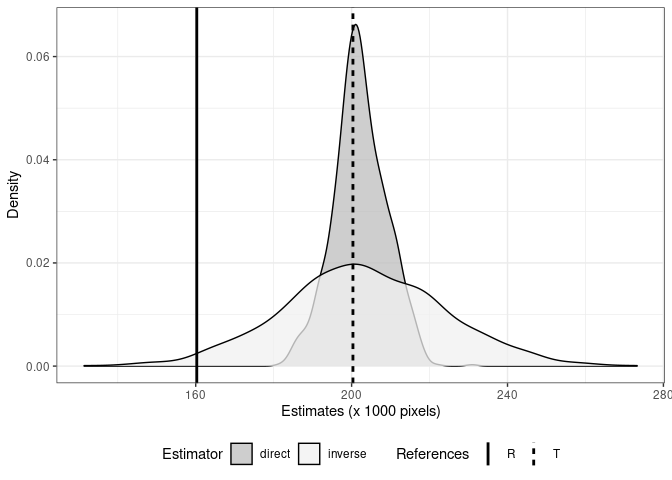 0.06
0.04
0.02
0.00
Density
160
200
240
280
Estimates (x 1000 pixels)
Estimator direct inverse References R T